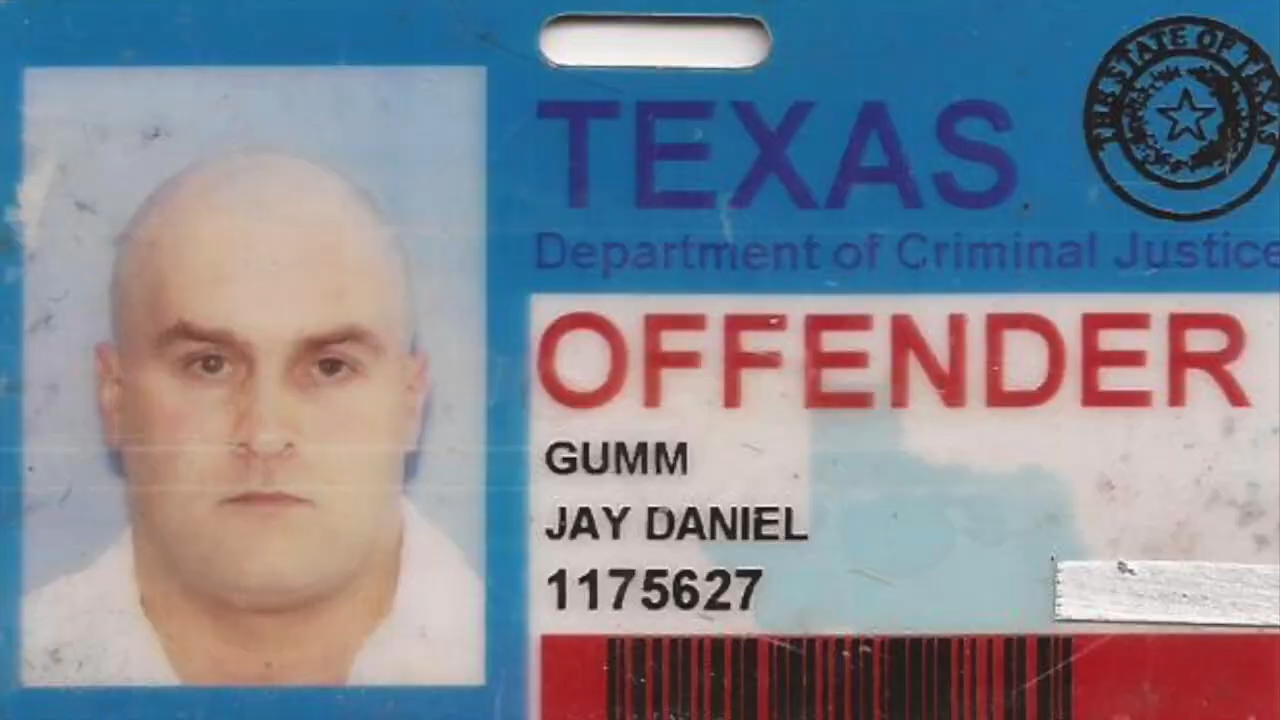 TEXAS
THE STATE OF TEXAS
Department of Criminal Justice
OFFENDER
GUMM
JAY DANIEL
1175627